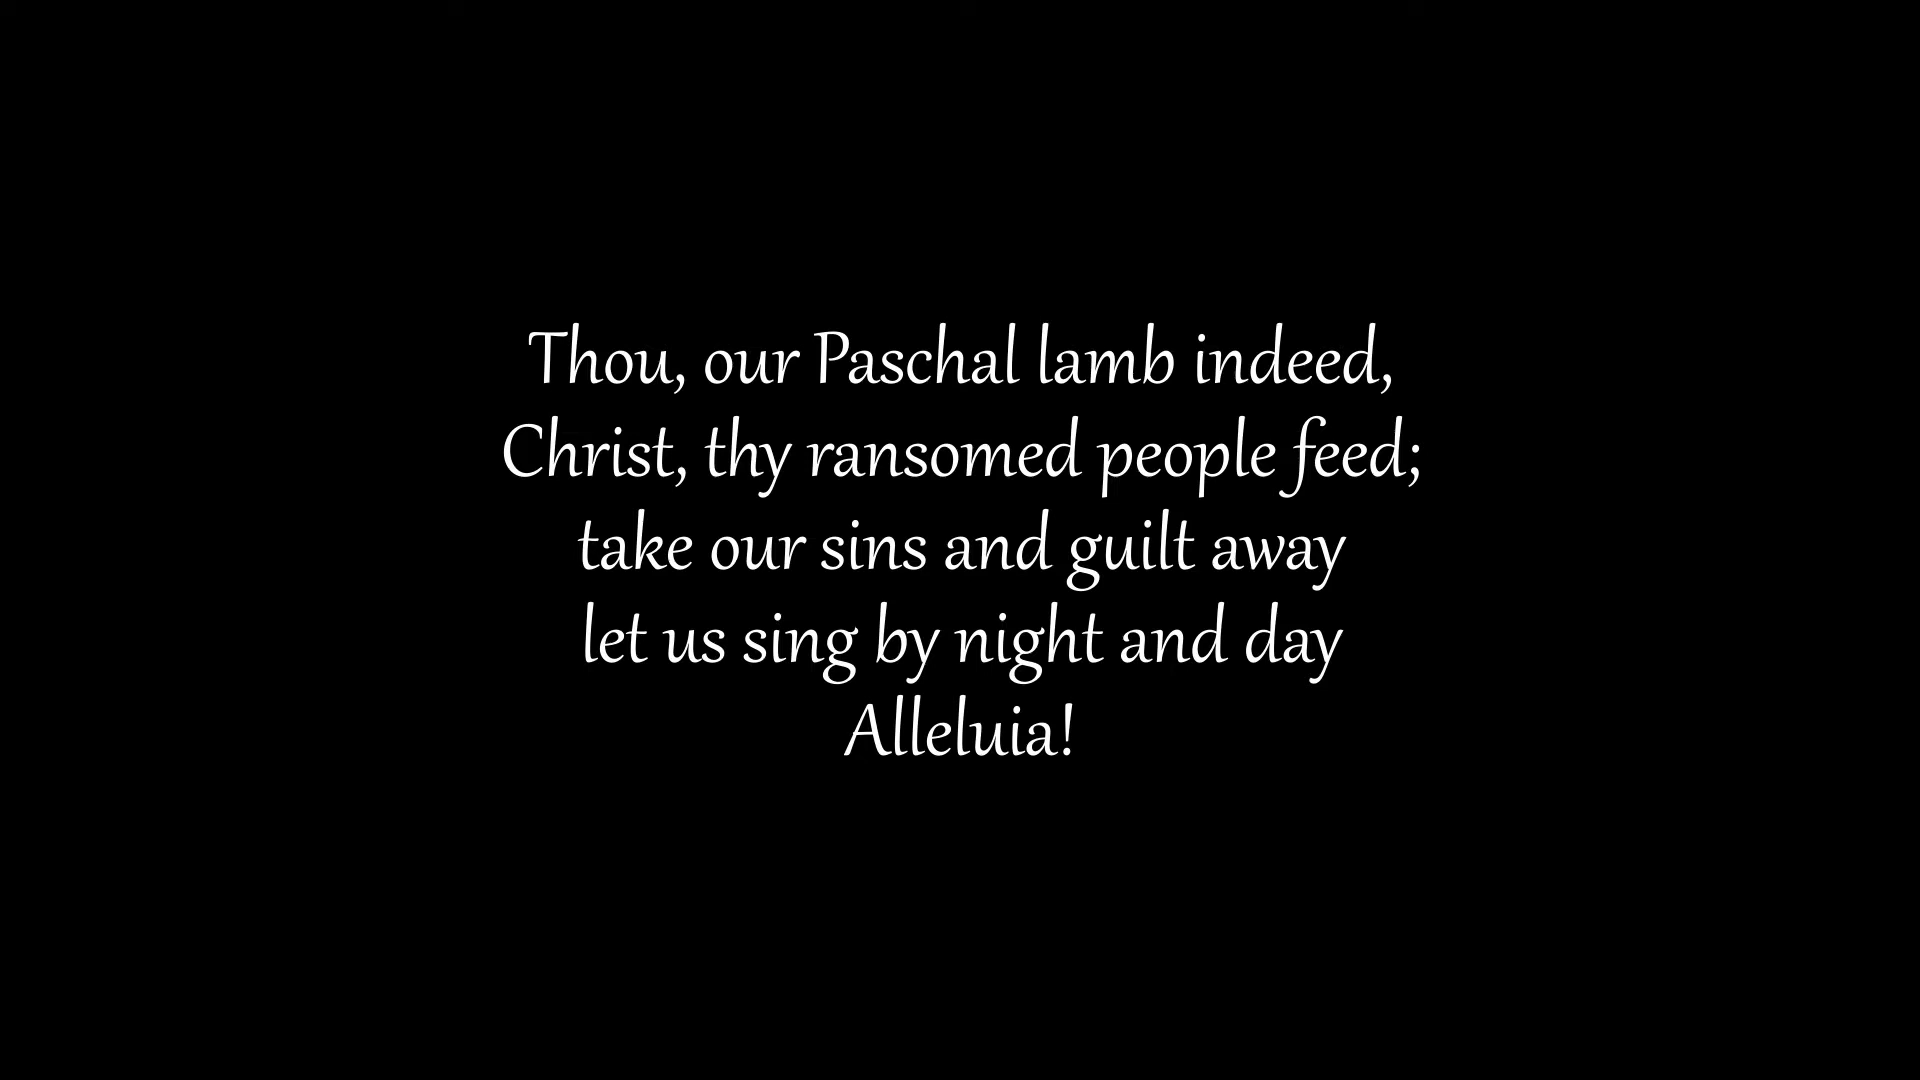 Thou, our Paschal lamb indeed,
Christ, thy ransomed people feed;
take our sins and guilt away
let us sing by night and day
Alleluia!